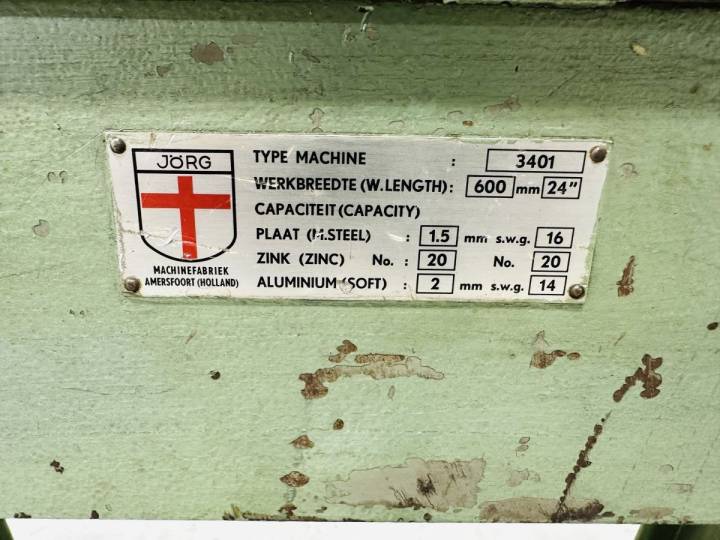 JÖRG
MACHINEFABRIEK
AMERSFOORT (HOLLAND)
TYPE MACHINE : 3401
WERKBREEDTE (W.LENGTH) : 600 mm 24"
CAPACITEIT (CAPACITY)
PLAAT (M.STEEL) : 1.5 mm s.w.g. 16
ZINK (ZINC) No. : 20 No. 20
ALUMINIUM (SOFT) : 2 mm s.w.g. 14